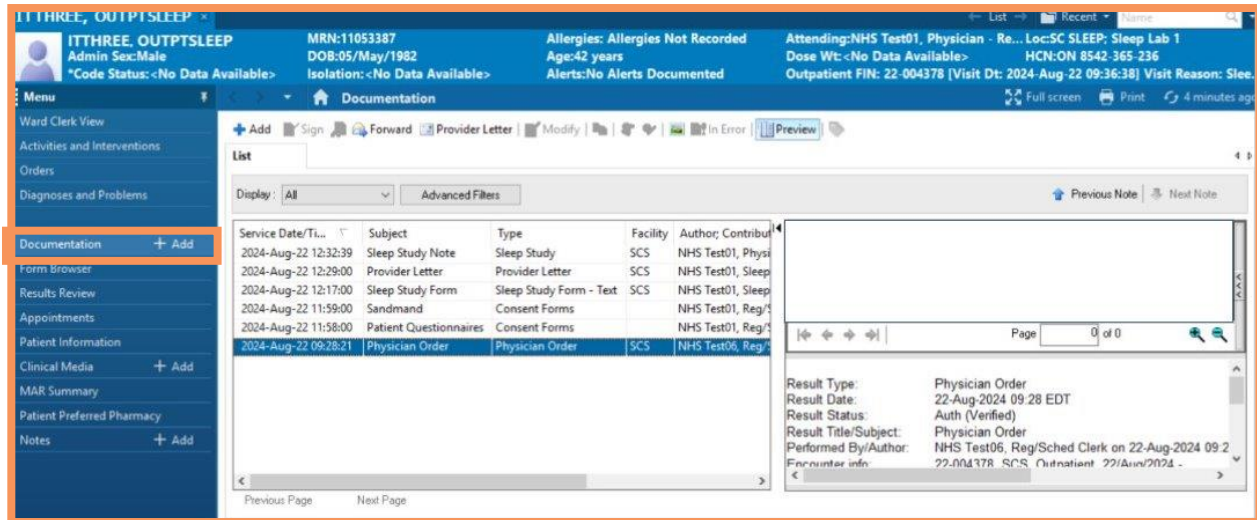 ITTHREE, OUTPTSLEEP ×
List Recent Name
ITTHREE, OUTPTSLEEP MRN:11053387 Allergies: Allergies Not Recorded Attending:NHS Test01, Physician - Re... Loc:SC SLEEP; Sleep Lab 1
Admin Sex:Male DOB:05/May/1982 Age:42 years Dose Wt:<No Data Available> HCN:ON 8542-365-236
*Code Status:<No Data Available> Isolation:<No Data Available> Alerts:No Alerts Documented Outpatient FIN: 22-004378 [Visit Dt: 2024-Aug-22 09:36:38] Visit Reason: Slee.
Menu
Documentation Full screen Print 4 minutes ago
Ward Clerk View
Activities and Interventions
Orders
Diagnoses and Problems
Documentation + Add
Form Browser
Results Review
Appointments
Patient Information
Clinical Media + Add
MAR Summary
Patient Preferred Pharmacy
Notes + Add
Add Sign Forward Provider Letter Modify In Error Preview
List
Display: All Advanced Filters Previous Note Next Note
Service Date/Ti... Subject Type Facility Author; Contribut
2024-Aug-22 12:32:39 Sleep Study Note Sleep Study SCS NHS Test01, Physi
2024-Aug-22 12:29:00 Provider Letter Provider Letter SCS NHS Test01, Sleep
2024-Aug-22 12:17:00 Sleep Study Form Sleep Study Form - Text SCS NHS Test01, Sleep
2024-Aug-22 11:59:00 Sandmand Consent Forms NHS Test01, Reg/S
2024-Aug-22 11:58:00 Patient Questionnaires Consent Forms NHS Test01, Reg/S
2024-Aug-22 09:28:21 Physician Order Physician Order SCS NHS Test06, Reg/S
Previous Page Next Page
Page 0 of 0
Result Type: Physician Order
Result Date: 22-Aug-2024 09:28 EDT
Result Status: Auth (Verified)
Result Title/Subject: Physician Order
Performed By/Author: NHS Test06, Reg/Sched Clerk on 22-Aug-2024 09:2
Encounter info: 22-004378, SCS, Outpatient, 22/Aug/2024 -